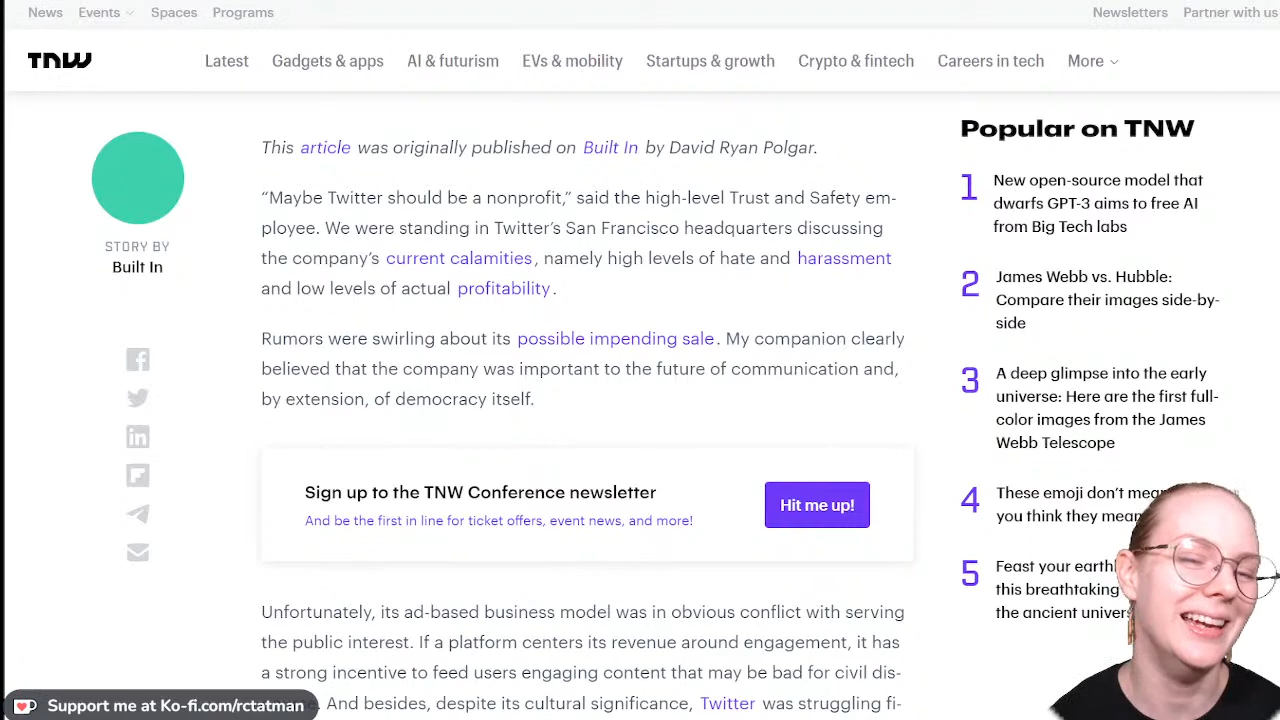 News Events Spaces Programs Newsletters Partner with us
TNW Latest Gadgets & apps AI & futurism EVs & mobility Startups & growth Crypto & fintech Careers in tech More
STORY BY
Built In
This article was originally published on Built In by David Ryan Polgar.
“Maybe Twitter should be a nonprofit,” said the high-level Trust and Safety em-
ployee. We were standing in Twitter’s San Francisco headquarters discussing
the company’s current calamities, namely high levels of hate and harassment
and low levels of actual profitability.
Rumors were swirling about its possible impending sale. My companion clearly
believed that the company was important to the future of communication and,
by extension, of democracy itself.
Sign up to the TNW Conference newsletter
And be the first in line for ticket offers, event news, and more!
Hit me up!
Unfortunately, its ad-based business model was in obvious conflict with serving
the public interest. If a platform centers its revenue around engagement, it has
a strong incentive to feed users engaging content that may be bad for civil dis-
And besides, despite its cultural significance, Twitter was struggling fi-
Popular on TNW
1 New open-source model that
dwarfs GPT-3 aims to free AI
from Big Tech labs
2 James Webb vs. Hubble:
Compare their images side-by-
side
3 A deep glimpse into the early
universe: Here are the first full-
color images from the James
Webb Telescope
4 These emoji don’t
you think they
5 Feast your
this breathtaking
the ancient
Support me at Ko-fi.com/rctatman